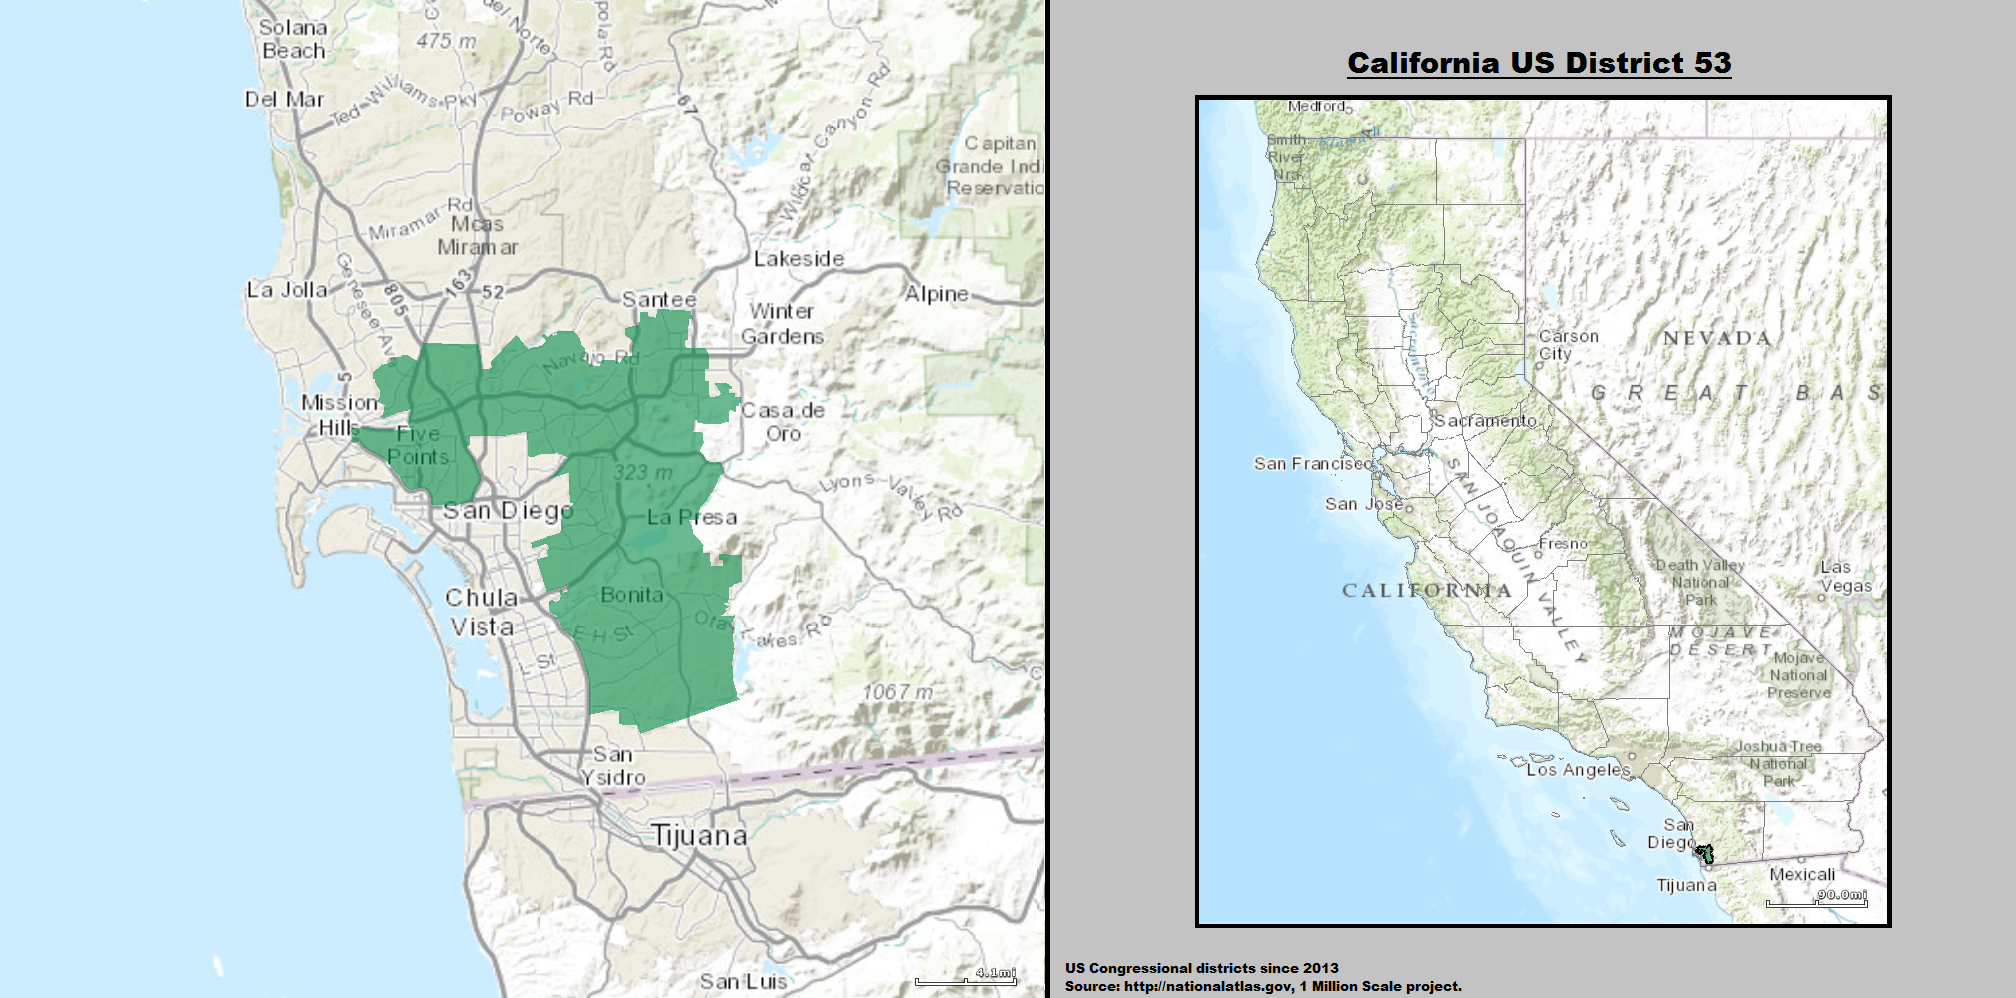 Solana
Beach
475 m
del Norte
Del Mar
Ted-Williams-Pky
Poway Rd
67
Wildcat Canyon-Rd
Capitan
Grande Indi
Reservatio
Miramar Rd
Mcas
Miramar
Genesee Ave
805
163
52
La Jolla
Lakeside
Santee
Alpine
Winter
Gardens
Navajo Rd
5
Mission
Hills
Five
Points
Casa de
Oro
323 m
Lyons-Valley Rd
San Diego
La Presa
Chula
Vista
Bonita
E H St
L St
Otay Lakes Rd
1067 m
San
Ysidro
Tijuana
San Luis
4.1mi
California US District 53
Medford
Smith
River
Nra
Carson
City
NEVADA
GREAT BAS
Sacramento
Sacramento
San Francisco
San Jose
SAN JOAQUIN VALLEY
Fresno
CALIFORNIA
Death Valley
National
Park
Las
Vegas
MOJAVE
DESERT
Mojave
National
Preserve
Joshua Tree
National
Park
Los Angeles
San
Diego
Tijuana
Mexicali
90.0mi
US Congressional districts since 2013
Source: http://nationalatlas.gov, 1 Million Scale project.